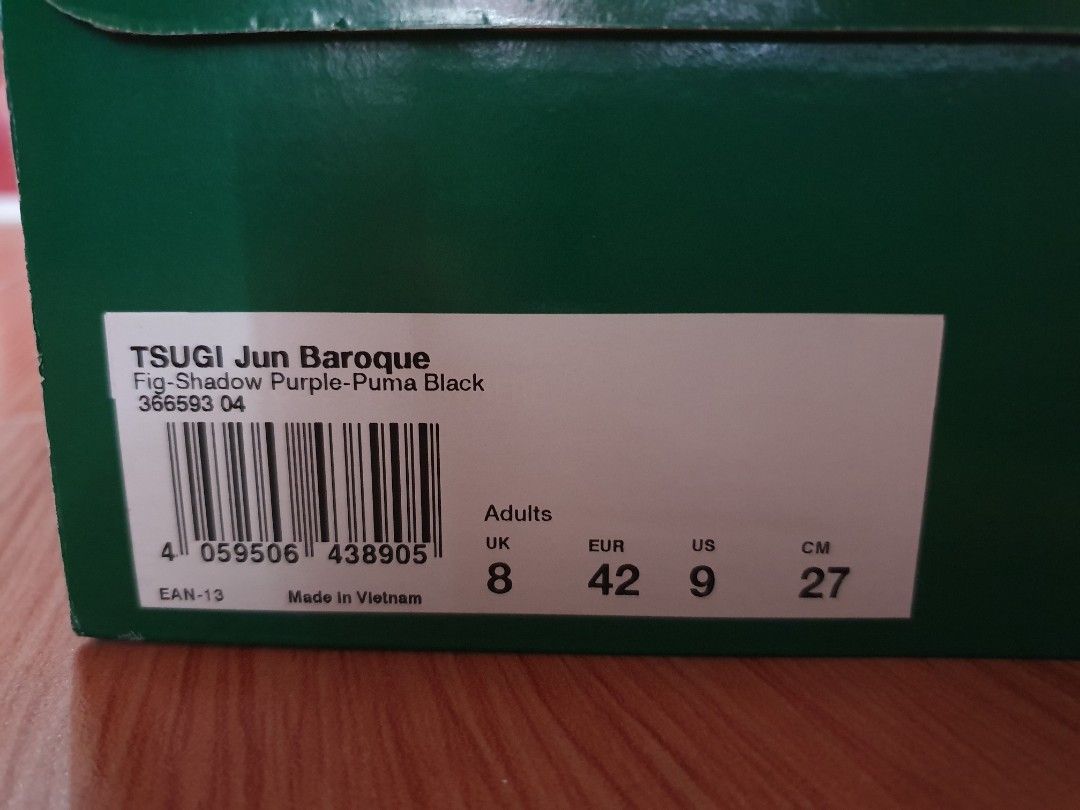 TSUGI Jun Baroque
Fig-Shadow Purple-Puma Black
366593 04
4 059506 438905
EAN-13 Made in Vietnam
Adults
UK EUR US CM
8 42 9 27